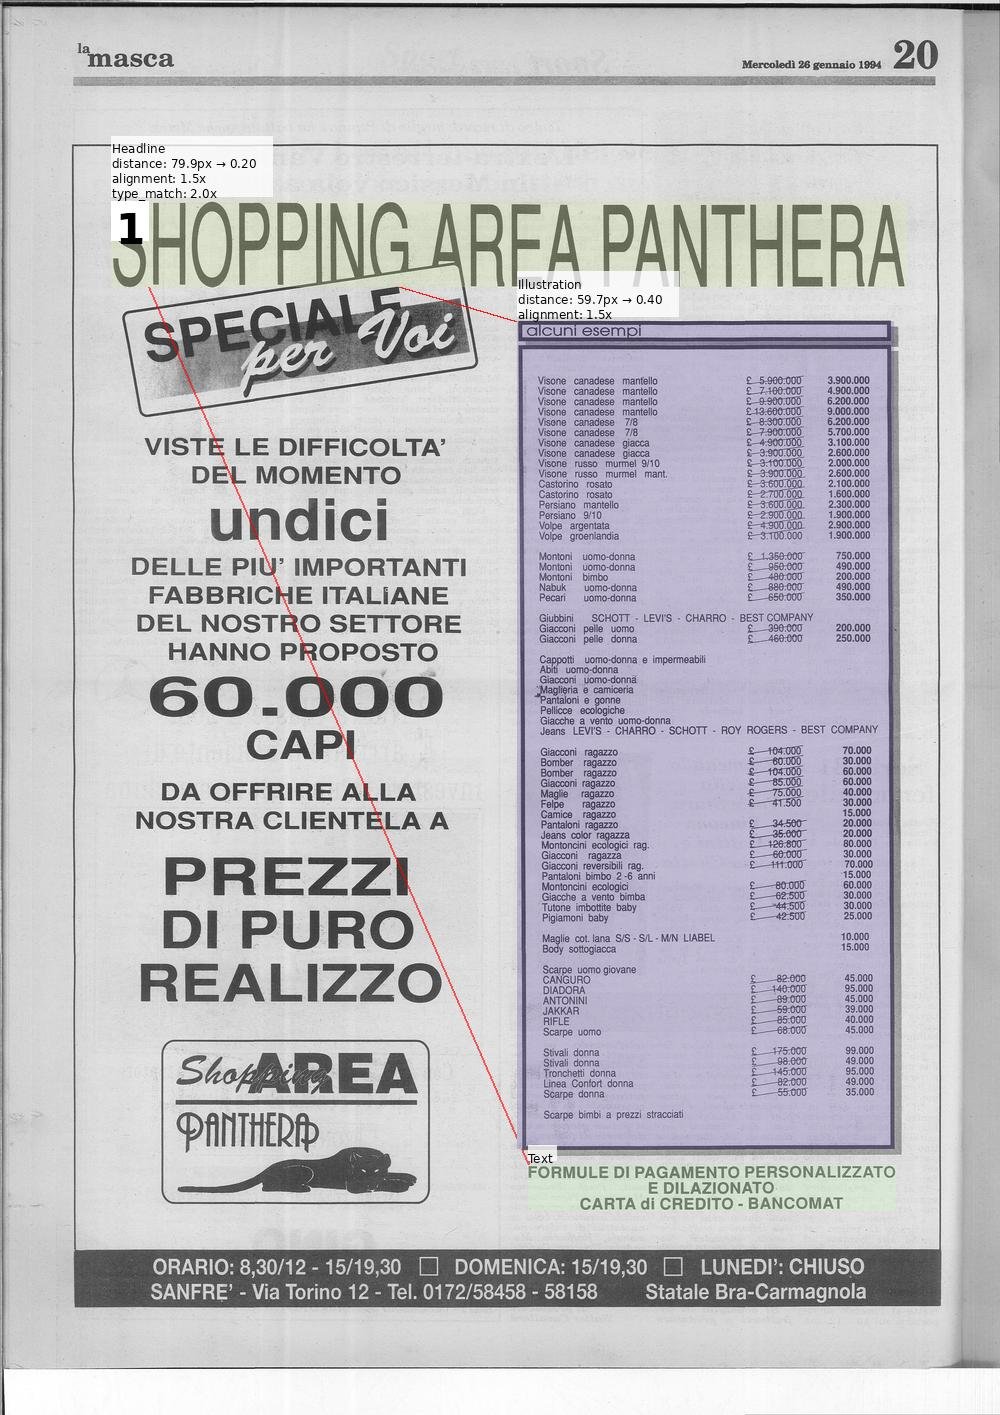 la masca
Mercoledì 26 gennaio 1994 20
Headline
distance: 79.9px → 0.20
alignment: 1.5x
type_match: 2.0x
1
SHOPPING AREA PANTHERA
SPECIALE
per Voi
VISTE LE DIFFICOLTA'
DEL MOMENTO
undici
DELLE PIU' IMPORTANTI
FABBRICHE ITALIANE
DEL NOSTRO SETTORE
HANNO PROPOSTO
60.000
CAPI
DA OFFRIRE ALLA
NOSTRA CLIENTELA A
PREZZI
DI PURO
REALIZZO
Shopping AREA
PANTHERA
Illustration
distance: 59.7px → 0.40
alignment: 1.5x
alcuni esempi
Visone canadese mantello £ 5.900.000 3.900.000
Visone canadese mantello £ 7.100.000 4.900.000
Visone canadese mantello £ 9.900.000 6.200.000
Visone canadese mantello £ 13.600.000 9.000.000
Visone canadese 7/8 £ 8.300.000 6.200.000
Visone canadese 7/8 £ 7.900.000 5.700.000
Visone canadese giacca £ 4.900.000 3.100.000
Visone canadese giacca £ 3.900.000 2.600.000
Visone russo murmel 9/10 £ 3.100.000 2.000.000
Visone russo murmel mant. £ 3.900.000 2.600.000
Castorino rosato £ 3.600.000 2.100.000
Castorino rosato £ 2.700.000 1.600.000
Persiano mantello £ 3.600.000 2.300.000
Persiano 9/10 £ 2.900.000 1.900.000
Volpe argentata £ 4.900.000 2.900.000
Volpe groenlandia £ 3.100.000 1.900.000
Montoni uomo-donna £ 1.350.000 750.000
Montoni uomo-donna £ 950.000 490.000
Montoni bimbo £ 480.000 200.000
Nabuk uomo-donna £ 880.000 490.000
Pecari uomo-donna £ 650.000 350.000
Giubbini SCHOTT - LEVI'S - CHARRO - BEST COMPANY
Giacconi pelle uomo £ 390.000 200.000
Giacconi pelle donna £ 460.000 250.000
Cappotti uomo-donna e impermeabili
Abiti uomo-donna
Giacconi uomo-donna
Maglieria e camiceria
Pantaloni e gonne
Pellicce ecologiche
Giacche a vento uomo-donna
Jeans LEVI'S - CHARRO - SCHOTT - ROY ROGERS - BEST COMPANY
Giacconi ragazzo £ 104.000 70.000
Bomber ragazzo £ 60.000 30.000
Bomber ragazzo £ 104.000 60.000
Giacconi ragazzo £ 85.000 60.000
Maglie ragazzo £ 75.000 40.000
Felpe ragazzo £ 41.500 30.000
Camice ragazzo 15.000
Pantaloni ragazzo £ 34.500 20.000
Jeans color ragazza £ 35.000 20.000
Montoncini ecologici rag. £ 126.800 80.000
Giacconi ragazza £ 60.000 30.000
Giacconi reversibili rag. £ 111.000 70.000
Pantaloni bimbo 2-6 anni 15.000
Montoncini ecologici £ 80.000 60.000
Giacche a vento bimba £ 62.500 30.000
Tutone imbottite baby £ 44.500 30.000
Pigiamoni baby £ 42.500 25.000
Maglie cot. lana S/S - S/L - M/N LIABEL 10.000
Body sottogiacca 15.000
Scarpe uomo giovane
CANGURO £ 82.000 45.000
DIADORA £ 140.000 95.000
ANTONINI £ 89.000 45.000
JAKKAR £ 59.000 39.000
RIFLE £ 85.000 40.000
Scarpe uomo £ 68.000 45.000
Stivali donna £ 175.000 99.000
Stivali donna £ 98.000 49.000
Tronchetti donna £ 145.000 95.000
Linea Confort donna £ 82.000 49.000
Scarpe donna £ 55.000 35.000
Scarpe bimbi a prezzi stracciati
Text
FORMULE DI PAGAMENTO PERSONALIZZATO
E DILAZIONATO
CARTA di CREDITO - BANCOMAT
ORARIO: 8,30/12 - 15/19,30 □ DOMENICA: 15/19,30 □ LUNEDI': CHIUSO
SANFRE' - Via Torino 12 - Tel. 0172/58458 - 58158 Statale Bra-Carmagnola